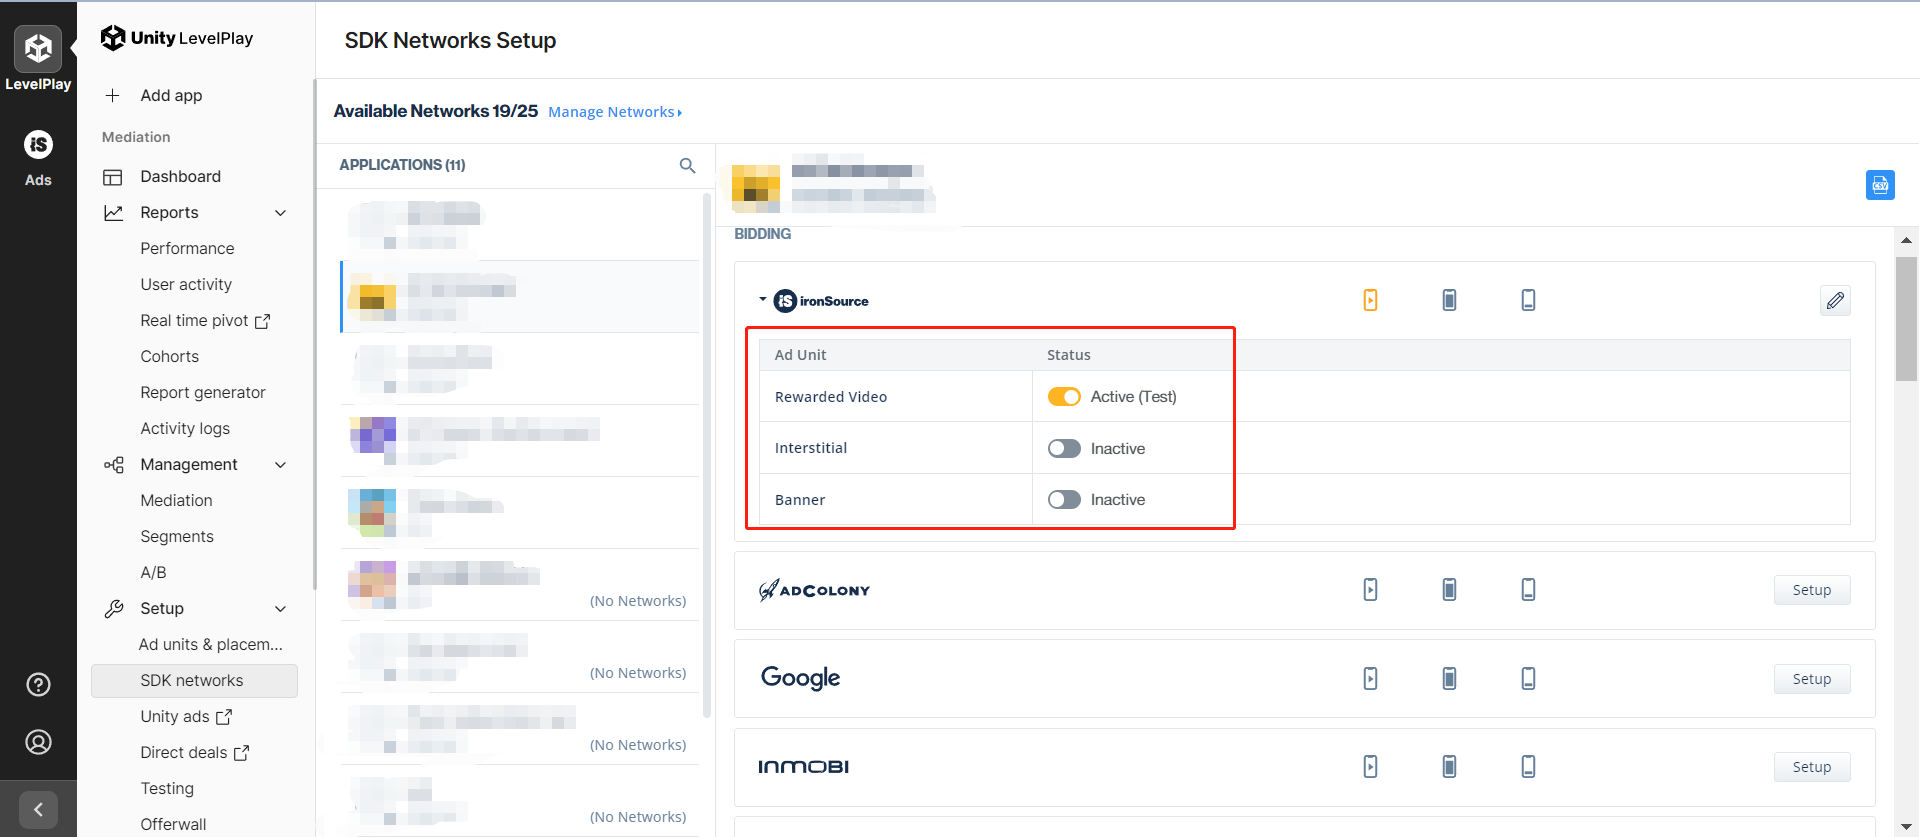 LevelPlay
Ads
Unity LevelPlay
Add app
Mediation
Dashboard
Reports
Performance
User activity
Real time pivot
Cohorts
Report generator
Activity logs
Management
Mediation
Segments
A/B
Setup
Ad units & placem...
SDK networks
Unity ads
Direct deals
Testing
Offerwall
SDK Networks Setup
Available Networks 19/25 Manage Networks
APPLICATIONS (11)
(No Networks)
(No Networks)
(No Networks)
(No Networks)
CSV
BIDDING
iS ironSource
Ad Unit Status
Rewarded Video Active (Test)
Interstitial Inactive
Banner Inactive
ADCOLONY Setup
Google Setup
INMOBI Setup